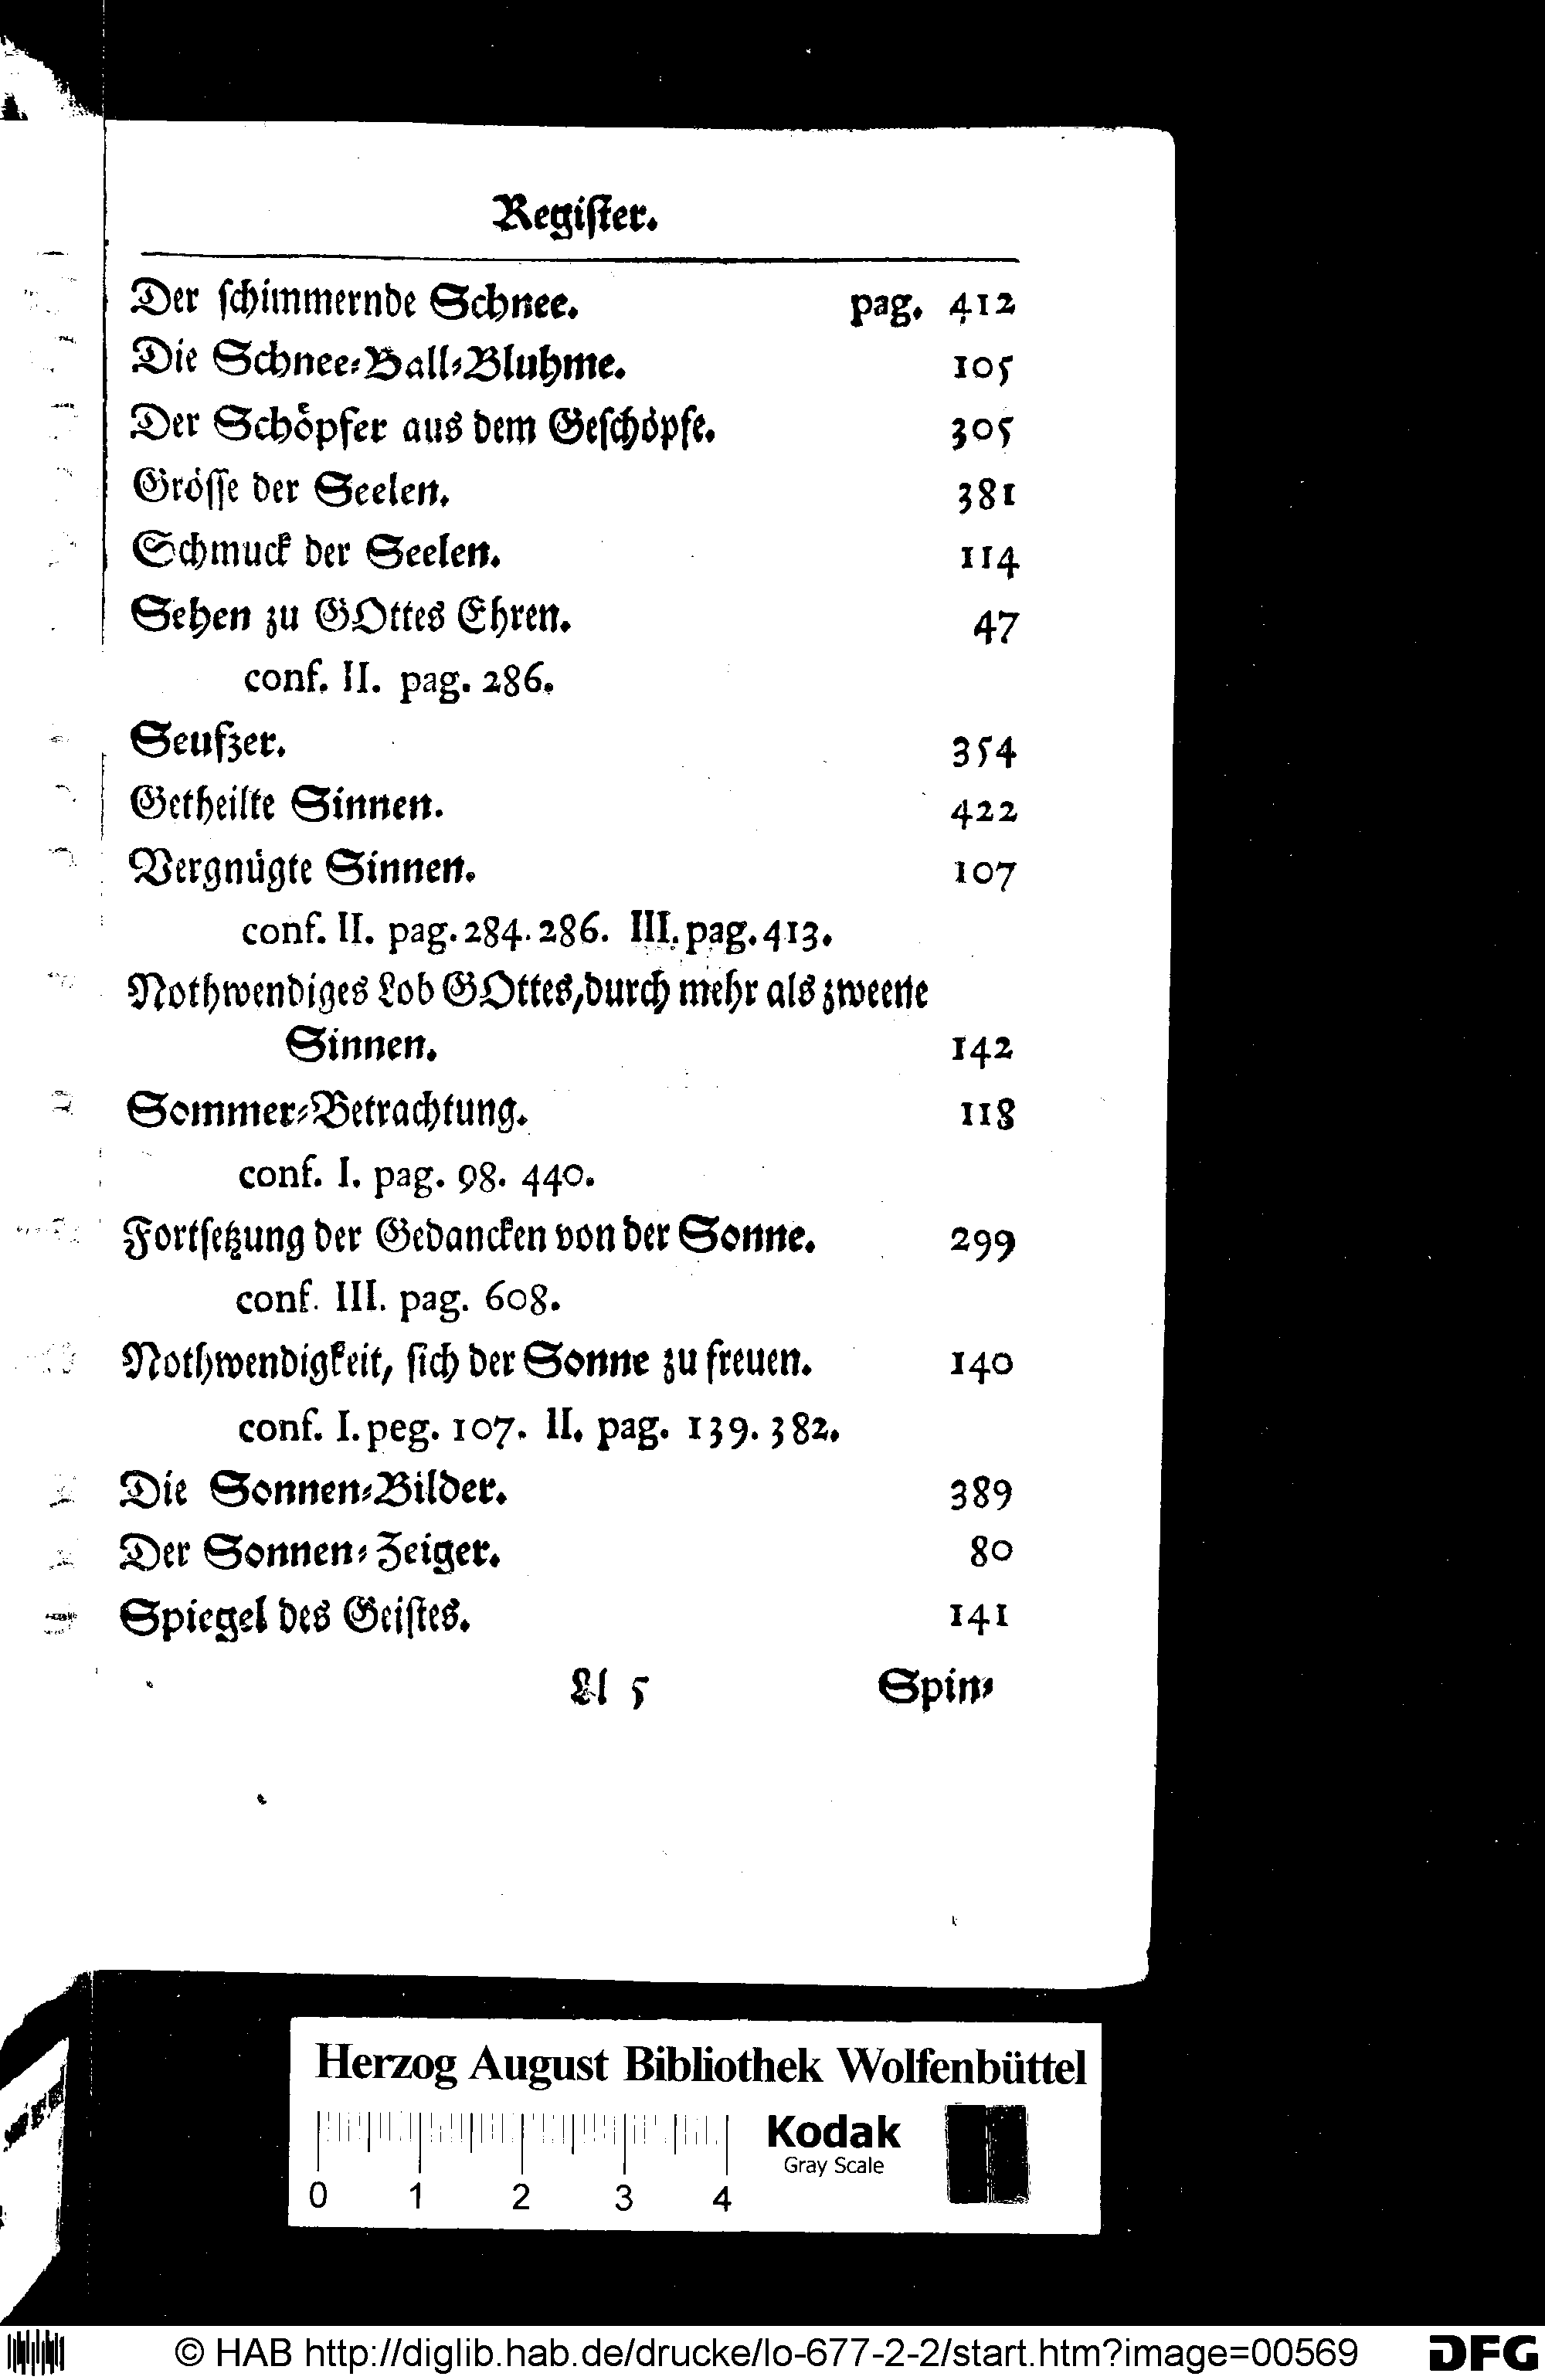 Regiſter.
Der ſchimmernde Schnee. pag. 412
Die Schnee⸗Ball⸗Bluhme. 105
Der Schöpfer aus dem Geſchöpfe. 305
Gröſſe der Seelen. 381
Schmuck der Seelen. 114
Sehen zu GOttes Ehren. 47
conf. II. pag. 286.
Seufzer. 354
Getheilte Sinnen. 422
Vergnügte Sinnen. 107
conf. II. pag. 284. 286. III. pag. 413.
Nothwendiges Lob GOttes, durch mehr als zweene
Sinnen. 142
Sommer⸗Betrachtung. 118
conf. I. pag. 98. 440.
Fortſetzung der Gedancken von der Sonne. 299
conf. III. pag. 608.
Nothwendigkeit, ſich der Sonne zu freuen. 140
conf. I. peg. 107. II. pag. 139. 382.
Die Sonnen⸗Bilder. 389
Der Sonnen⸗Zeiger. 80
Spiegel des Geiſtes. 141
Ll 5 Spin⸗
Herzog August Bibliothek Wolfenbüttel
Kodak
Gray Scale
0 1 2 3 4
© HAB http://diglib.hab.de/drucke/lo-677-2-2/start.htm?image=00569 DFG